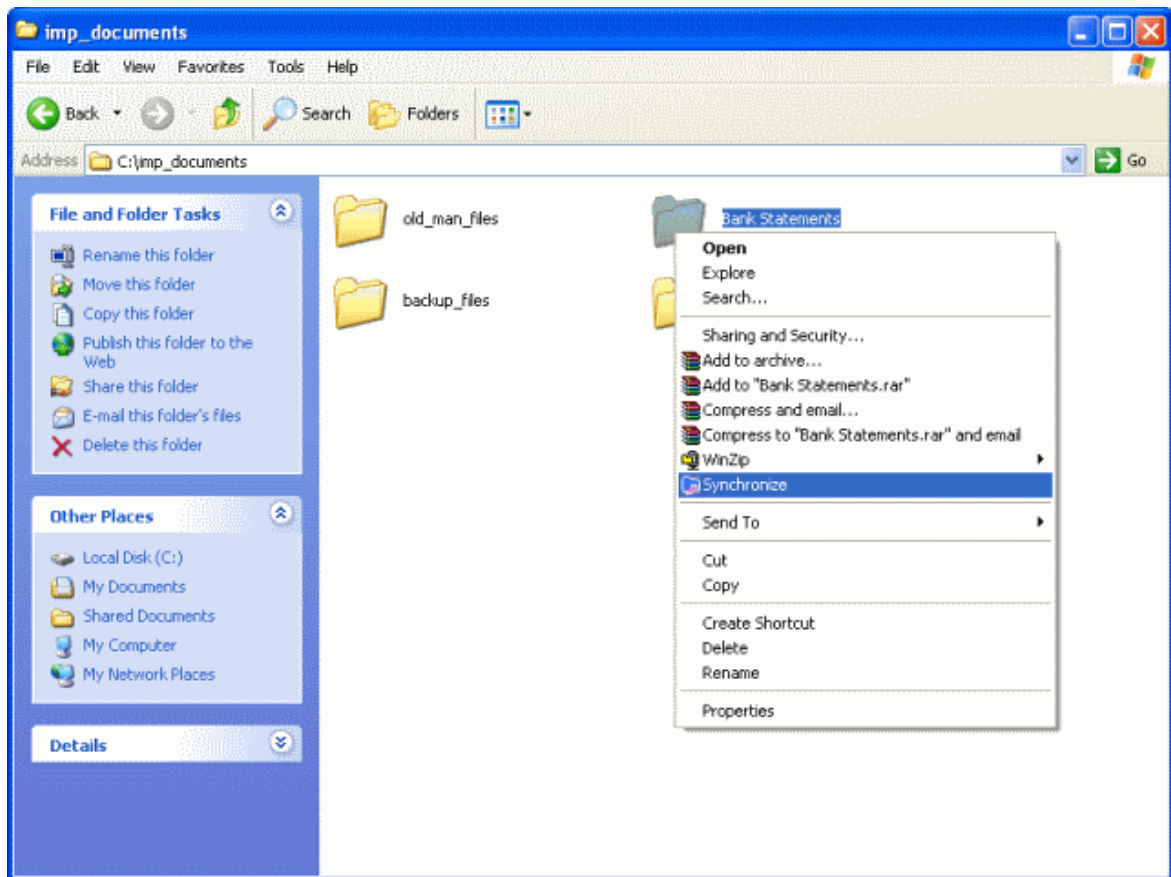 imp_documents
File Edit View Favorites Tools Help
Back Search Folders
Address C:\imp_documents Go
File and Folder Tasks
Rename this folder
Move this folder
Copy this folder
Publish this folder to the
Web
Share this folder
E-mail this folder's files
Delete this folder
Other Places
Local Disk (C:)
My Documents
Shared Documents
My Computer
My Network Places
Details
old_man_files
Bank Statements
backup_files
Open
Explore
Search...
Sharing and Security...
Add to archive...
Add to "Bank Statements.rar"
Compress and email...
Compress to "Bank Statements.rar" and email
WinZip
Synchronize
Send To
Cut
Copy
Create Shortcut
Delete
Rename
Properties